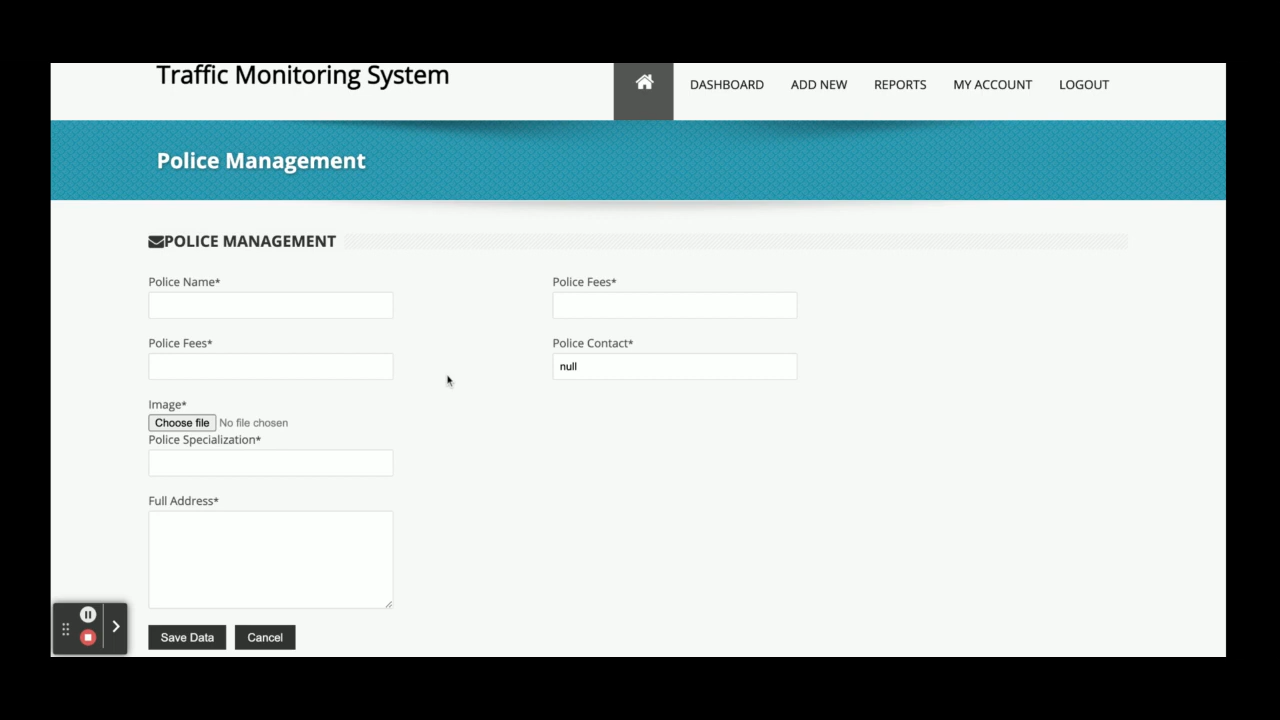 Traffic Monitoring System
DASHBOARD ADD NEW REPORTS MY ACCOUNT LOGOUT
Police Management
POLICE MANAGEMENT
Police Name* Police Fees*
Police Fees* Police Contact*
null
Image*
Choose file No file chosen
Police Specialization*
Full Address*
Save Data Cancel